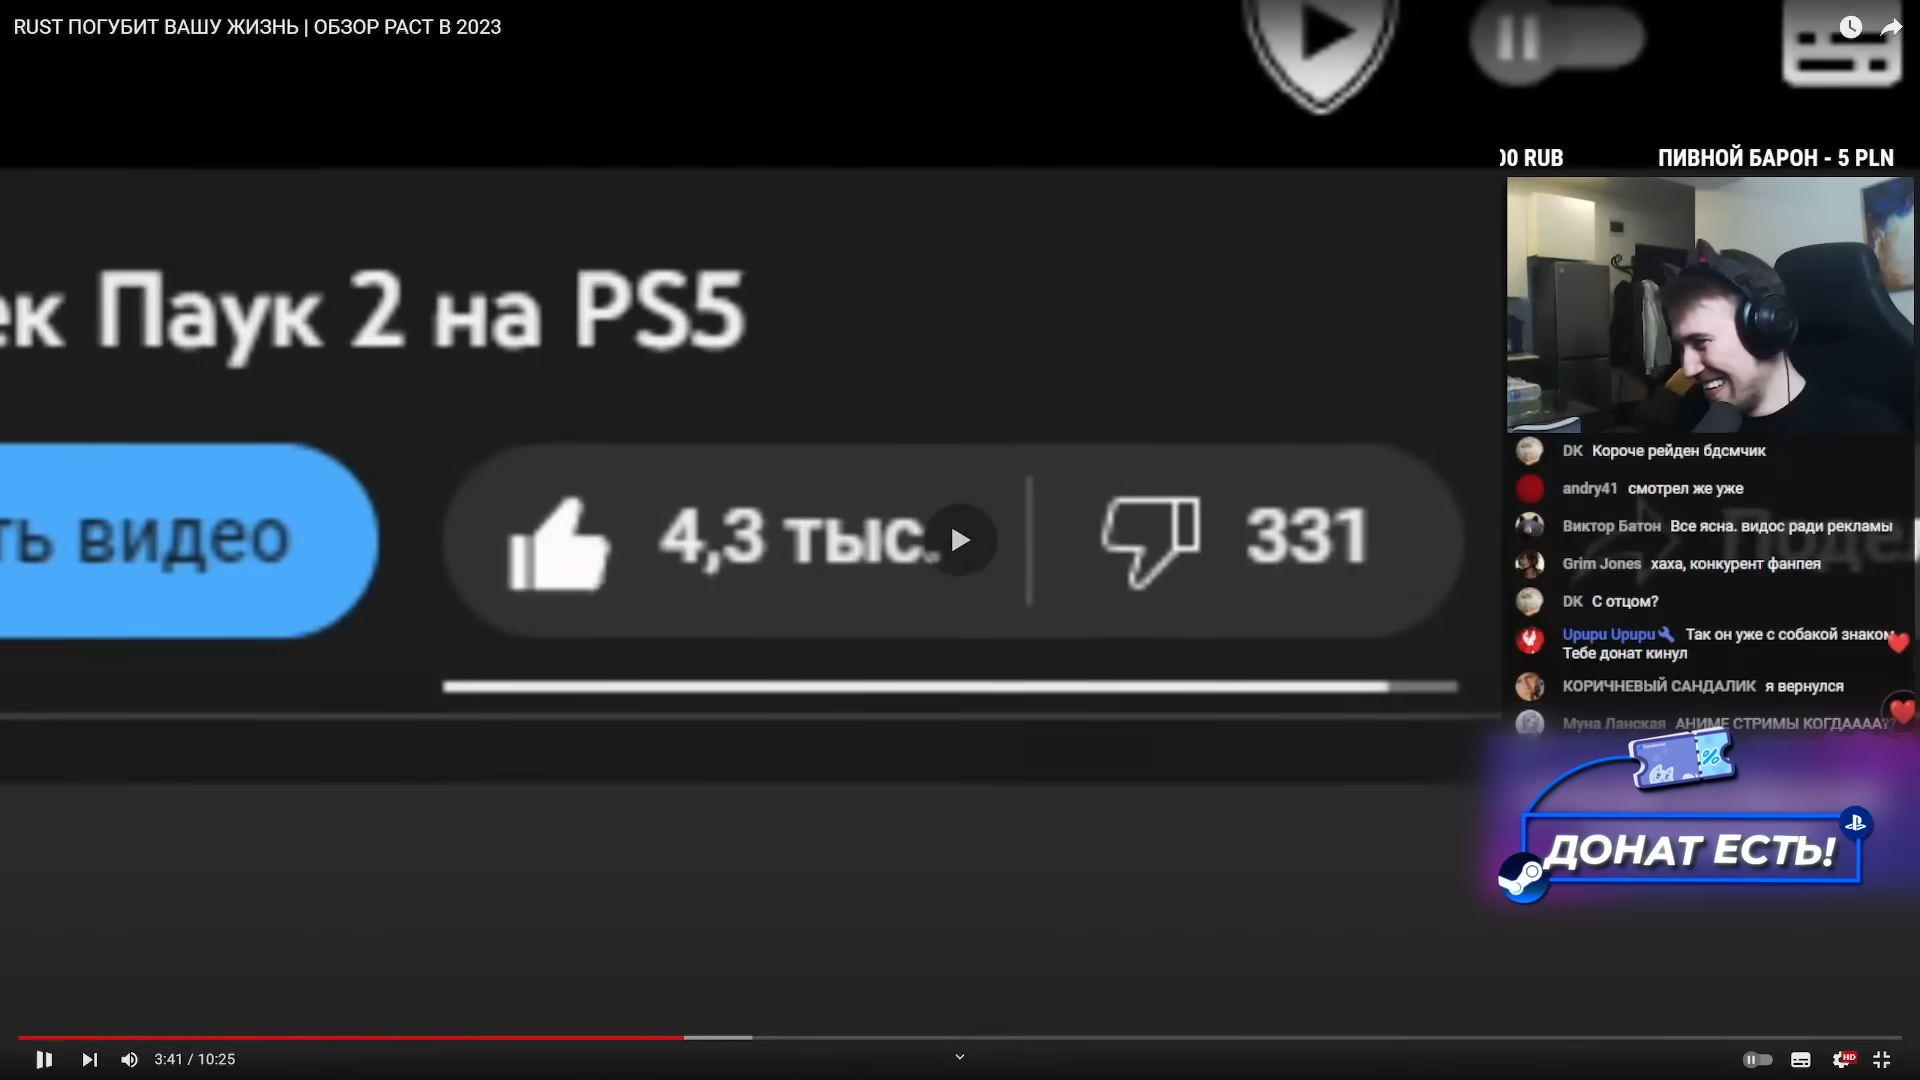 RUST ПОГУБИТ ВАШУ ЖИЗНЬ | ОБЗОР РАСТ В 2023
00 RUB ПИВНОЙ БАРОН - 5 PLN
ек Паук 2 на PS5
ть видео
4,3 тыс.
331
DK Короче рейден бдсмчик
andry41 смотрел же уже
Виктор Батон Все ясна. видос ради рекламы
Grim Jones хаха, конкурент фанпея
DK С отцом?
Upupu Upupu Так он уже с собакой знаком
Тебе донат кинул
КОРИЧНЕВЫЙ САНДАЛИК я вернулся
Муна Ланская АНИМЕ СТРИМЫ КОГДАААА??
%
ДОНАТ ЕСТЬ!
3:41 / 10:25
HD